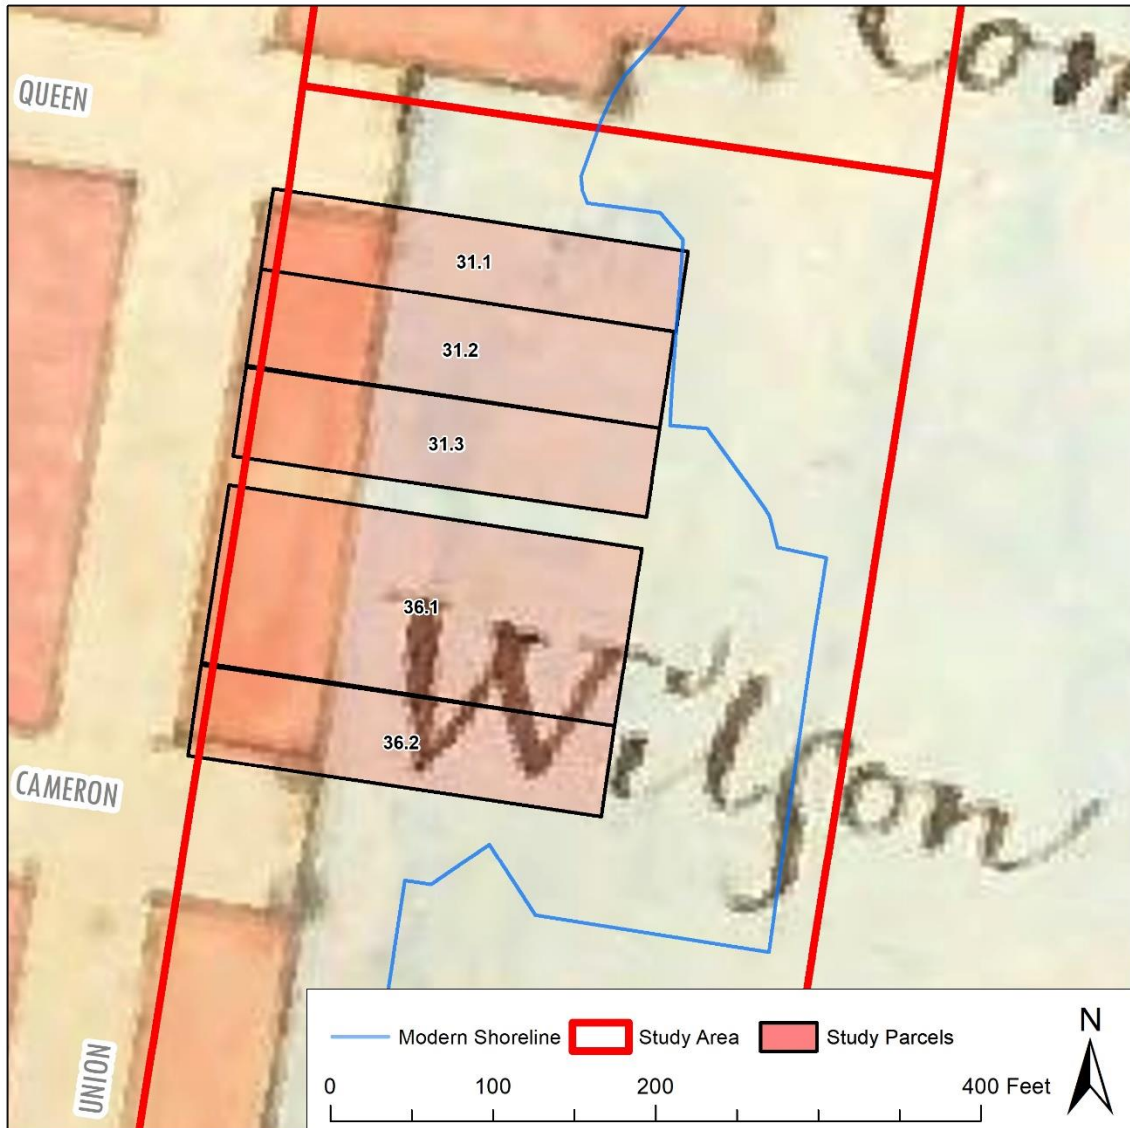 Con
QUEEN
31.1
31.2
31.3
36.1
Wilſon
36.2
CAMERON
UNION
Modern Shoreline
Study Area
Study Parcels
N
0 100 200 400 Feet